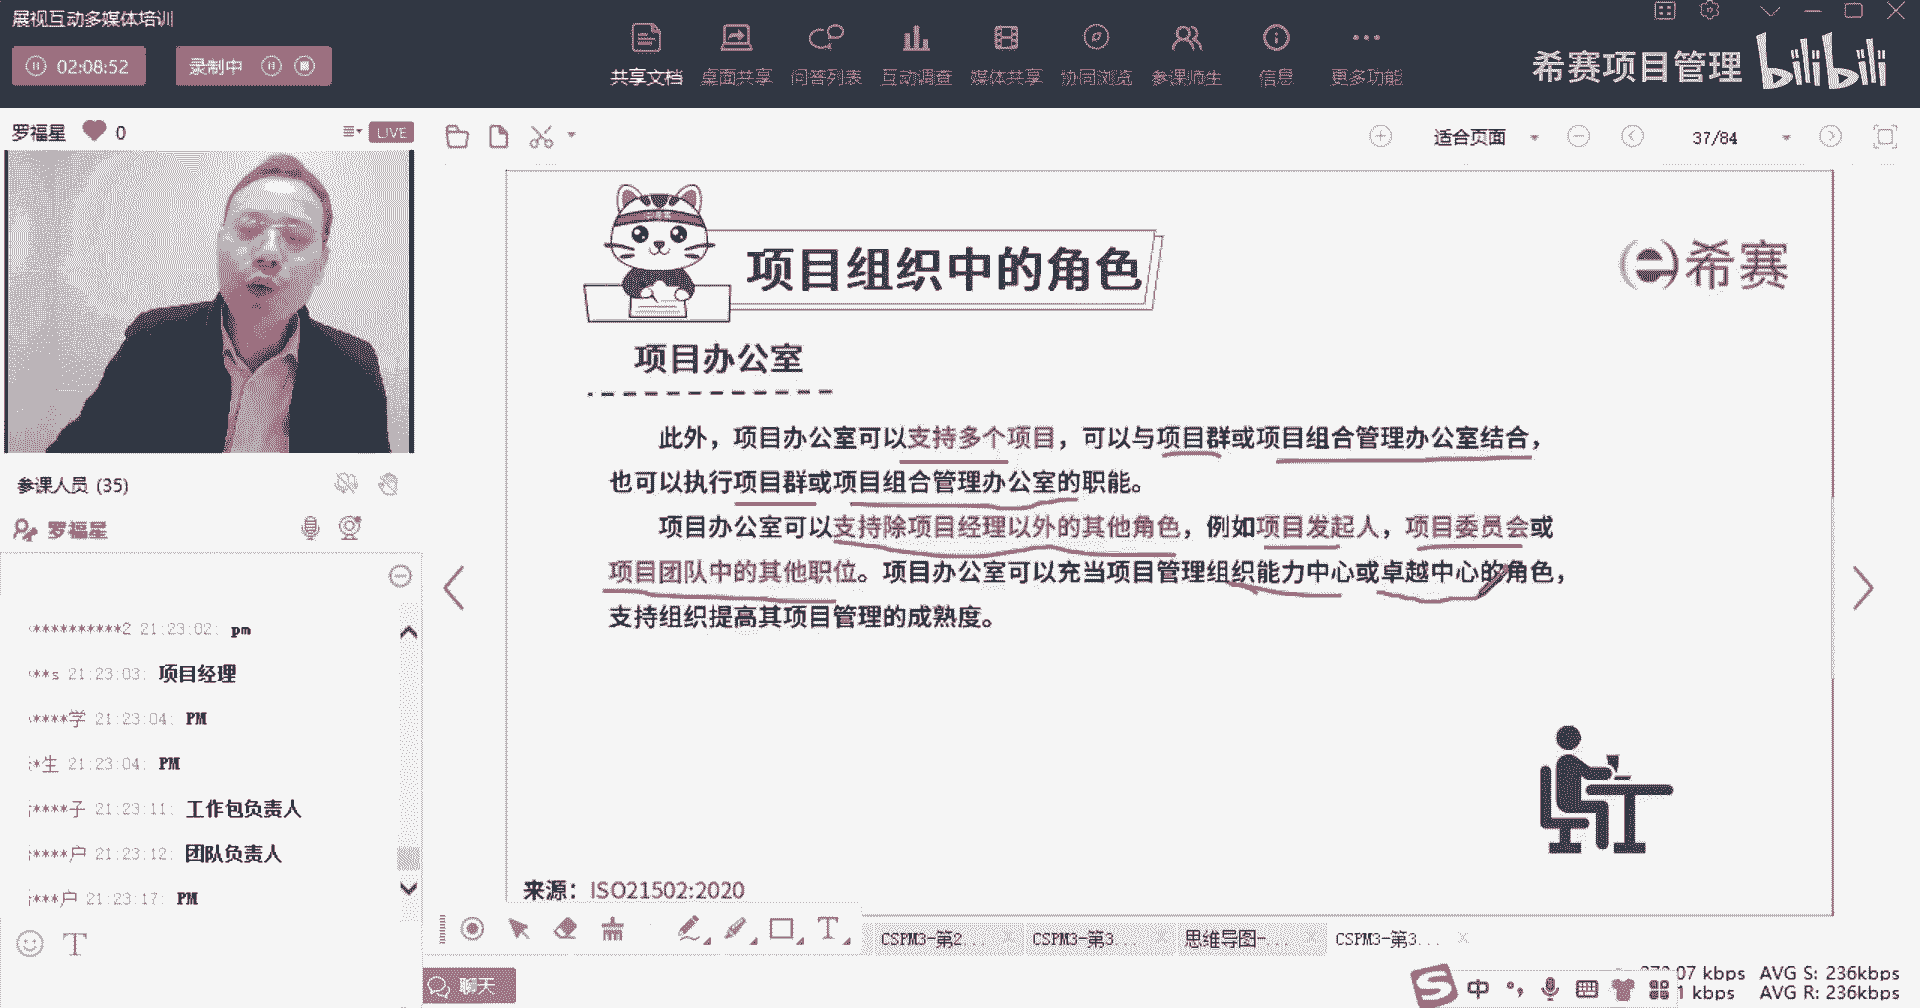 展视互动多媒体培训
02:08:52
录制中
共享文档 桌面共享 问答列表 互动调查 媒体共享 协同浏览 参课师生 信息 更多功能
希赛项目管理 bilibili
罗福星 0
LIVE
适合页面
37/84
项目组织中的角色
希赛
项目办公室
此外，项目办公室可以支持多个项目，可以与项目群或项目组合管理办公室结合，
也可以执行项目群或项目组合管理办公室的职能。
项目办公室可以支持除项目经理以外的其他角色，例如项目发起人，项目委员会或
项目团队中的其他职位。项目办公室可以充当项目管理组织能力中心或卓越中心的角色，
支持组织提高其项目管理的成熟度。
来源：ISO21502:2020
参课人员 (35)
罗福星
**********2 21:23:02: pm
**s 21:23:03: 项目经理
****学 21:23:04: PM
*生 21:23:04: PM
****子 21:23:11: 工作包负责人
****户 21:23:12: 团队负责人
***户 21:23:17: PM
聊天
CSPM3-第2... CSPM3-第3... 思维导图-... CSPM3-第3...
中
07 kbps AVG S: 236kbps
1 kbps AVG R: 236kbps